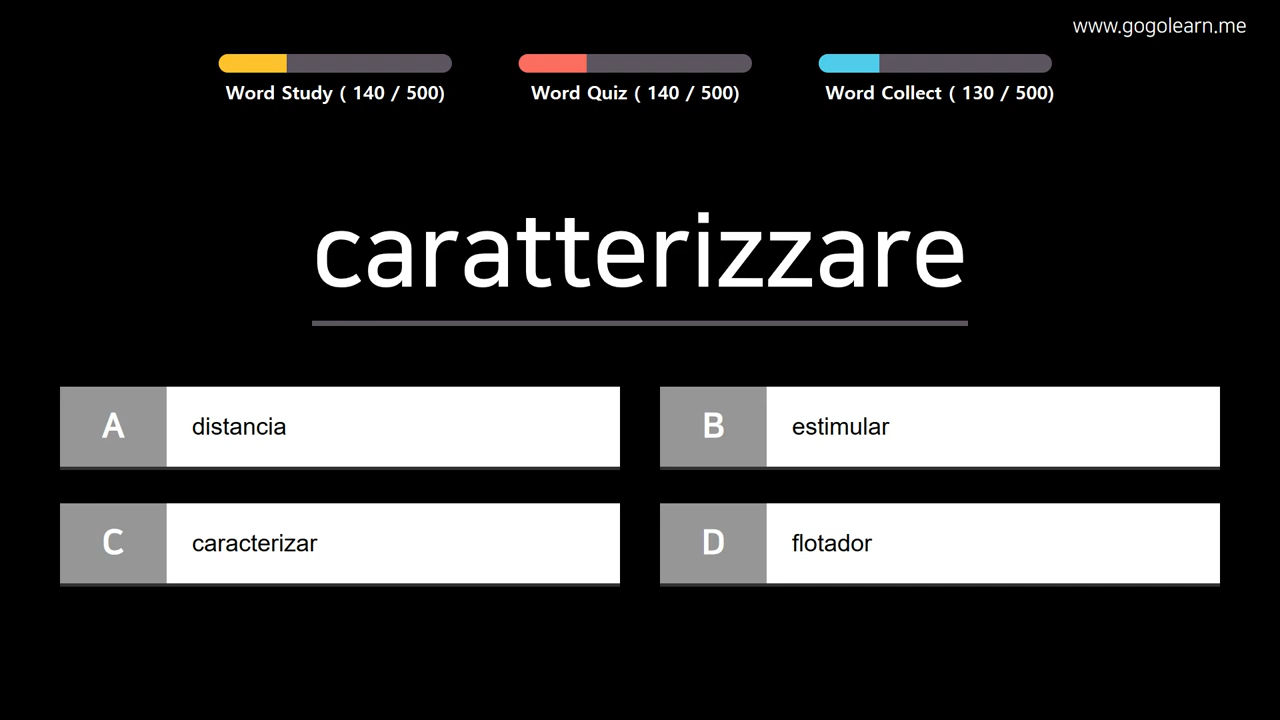 www.gogolearn.me
Word Study ( 140 / 500)
Word Quiz ( 140 / 500)
Word Collect ( 130 / 500)
caratterizzare
A distancia
B estimular
C caracterizar
D flotador